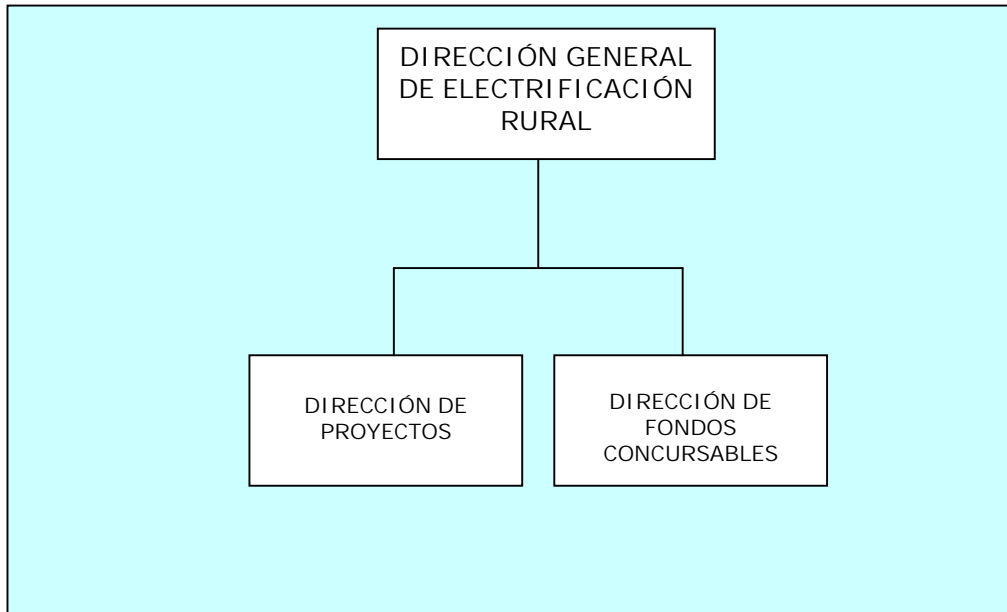 DIRECCIÓN GENERAL
DE ELECTRIFICACIÓN
RURAL
DIRECCIÓN DE
PROYECTOS
DIRECCIÓN DE
FONDOS
CONCURSABLES